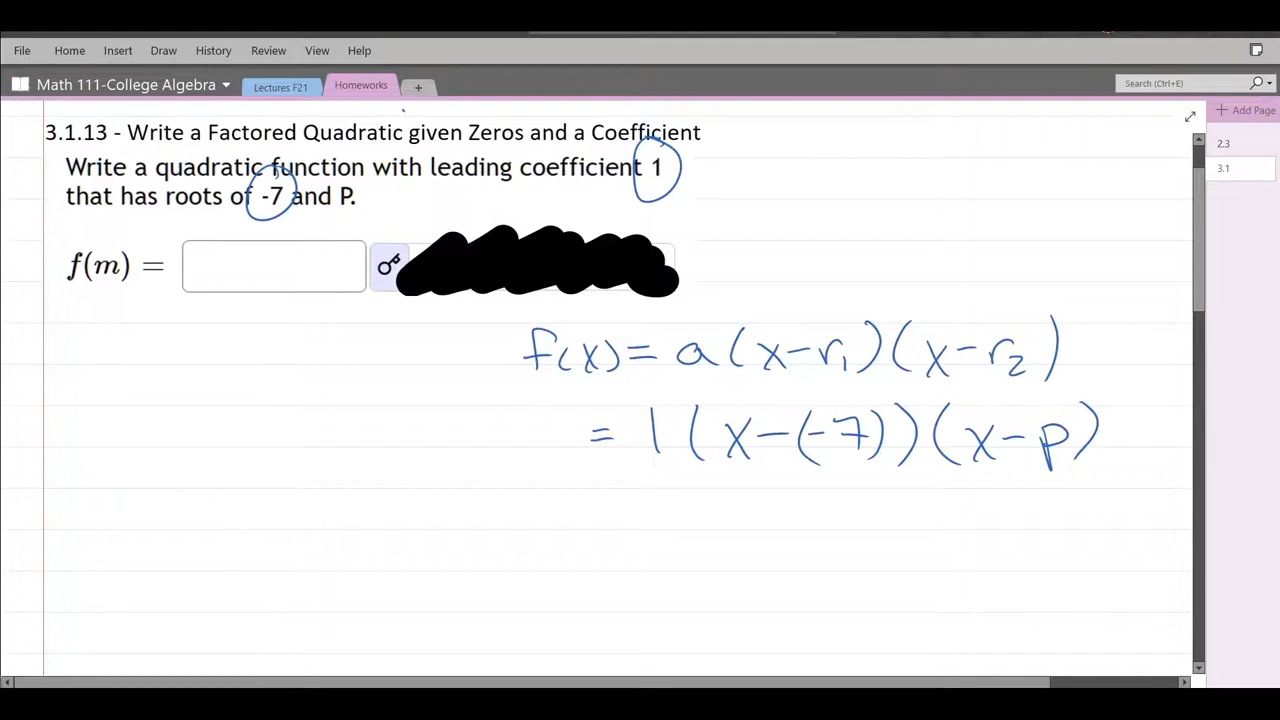 File Home Insert Draw History Review View Help
Math 111-College Algebra Lectures F21 Homeworks + Search (Ctrl+E)
+ Add Page
2.3
3.1
3.1.13 - Write a Factored Quadratic given Zeros and a Coefficient
Write a quadratic function with leading coefficient 1
that has roots of -7 and P.
f(m) =
f(x) = a(x-r₁)(x-r₂)
= 1(x-(-7))(x-p)